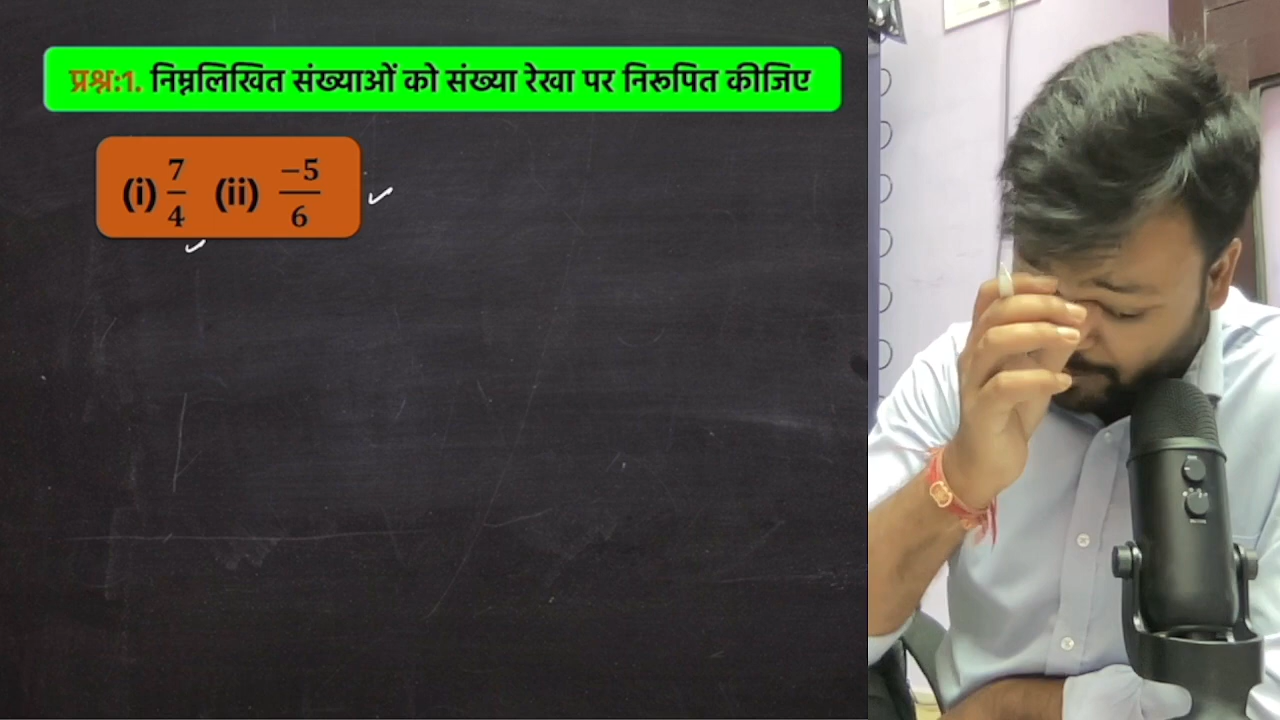 प्रश्न:1. निम्नलिखित संख्याओं को संख्या रेखा पर निरूपित कीजिए
(i) 7/4 (ii) −5/6